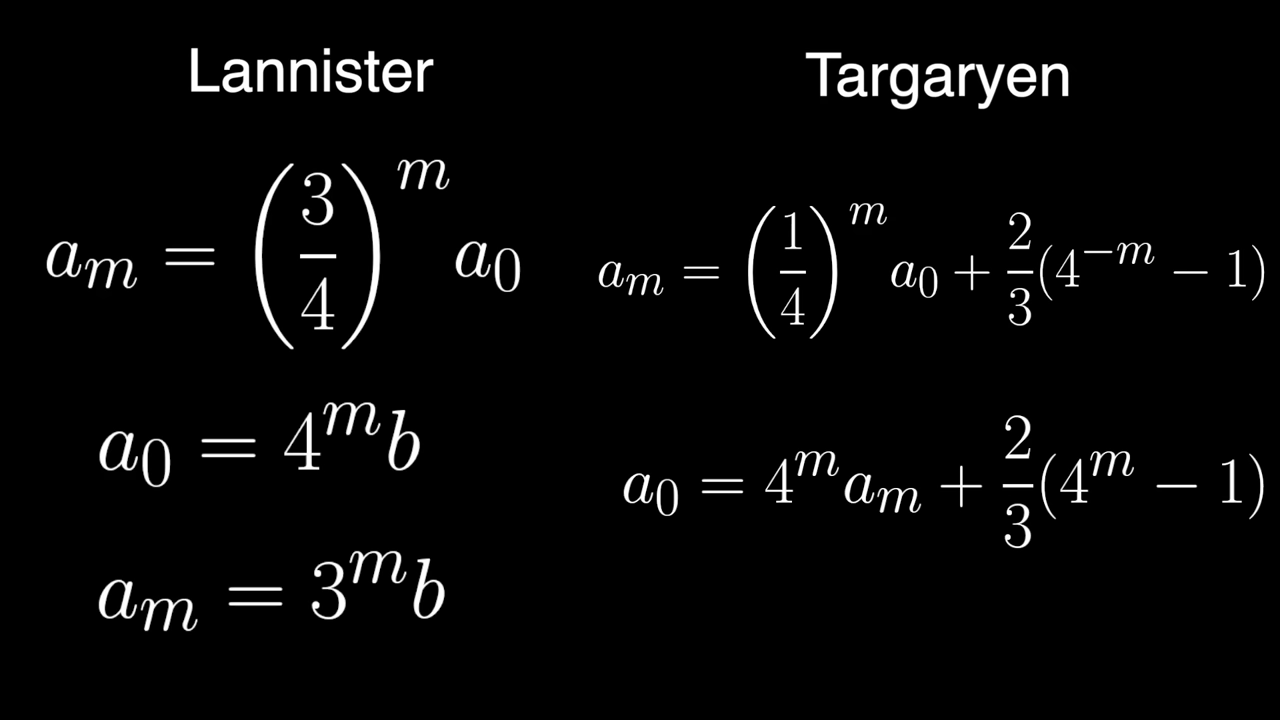 Lannister
a_m = (3/4)^m a_0
a_0 = 4^m b
a_m = 3^m b
Targaryen
a_m = (1/4)^m a_0 + 2/3(4^{-m} − 1)
a_0 = 4^m a_m + 2/3(4^m − 1)